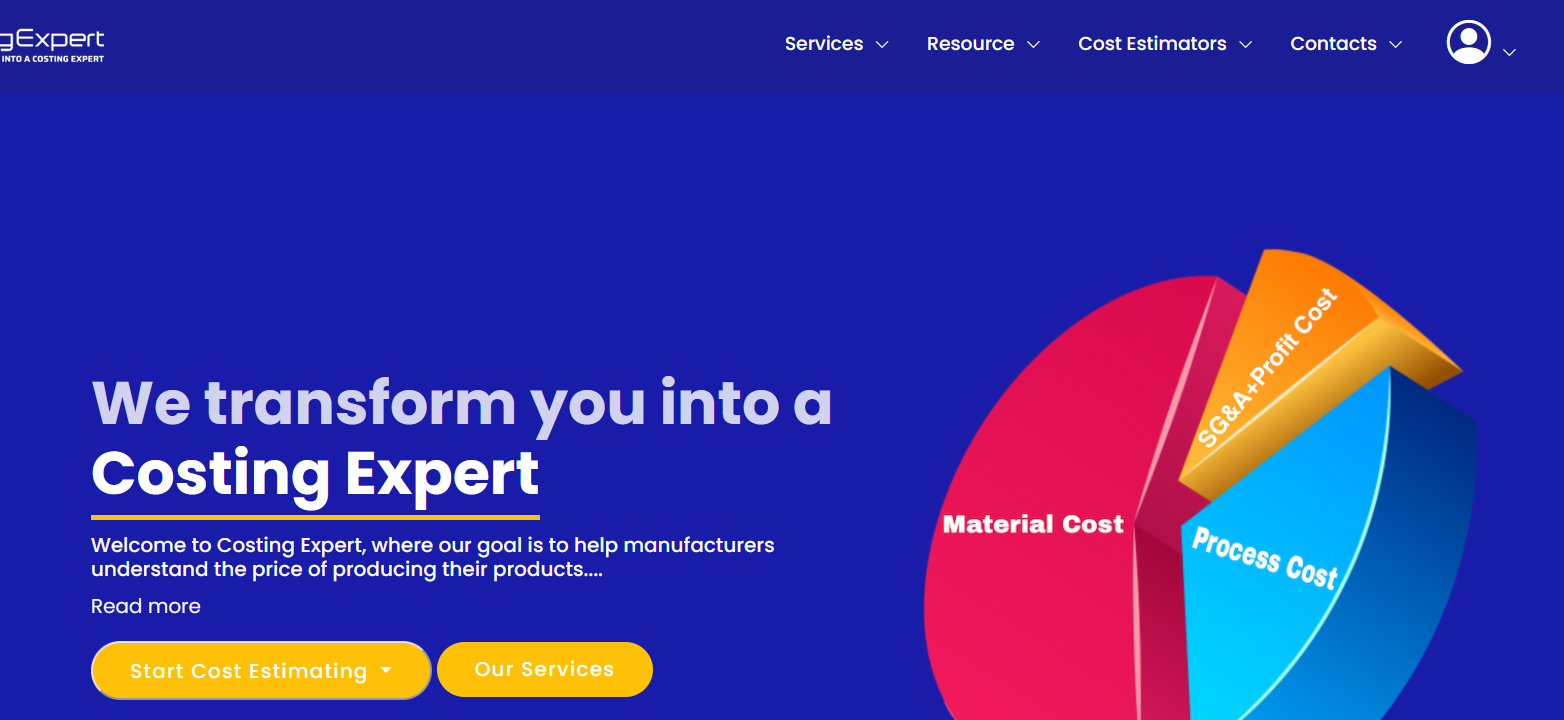 gExpert
INTO A COSTING EXPERT
Services
Resource
Cost Estimators
Contacts
We transform you into a
Costing Expert
Welcome to Costing Expert, where our goal is to help manufacturers
understand the price of producing their products....
Read more
Start Cost Estimating
Our Services
SG&A+Profit Cost
Material Cost
Process Cost